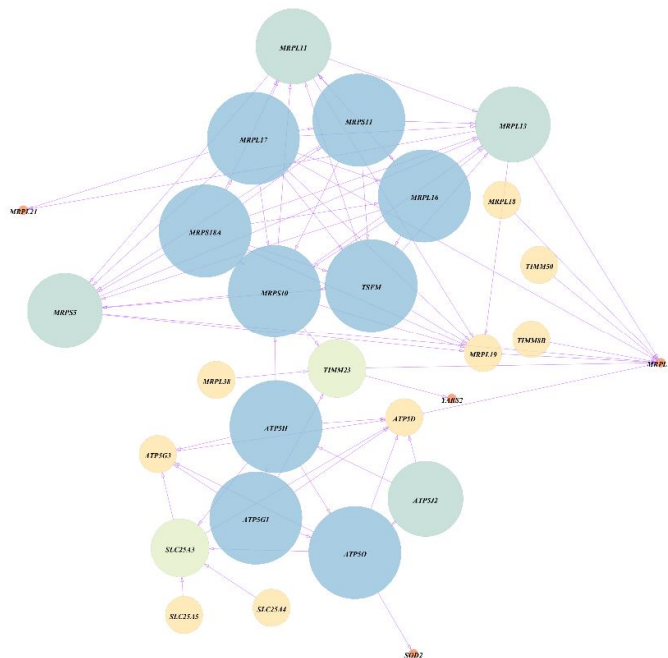 MRPL11
MRPS11
MRPL13
MRPL17
MRPL16
MRPL18
MRPL21
MRPS18A
TIMM50
MRPS10
TSFM
MRPS5
TIMM8B
MRPL19
MRPL
TIMM23
MRPL38
YARS2
ATP5D
ATP5H
ATP5G3
ATP5J2
ATP5G1
SLC25A3
ATP5O
SLC25A4
SLC25A5
SOD2